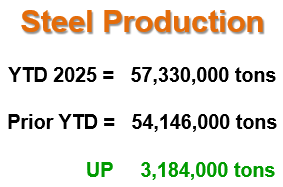 Steel Production
YTD 2025 = 57,330,000 tons
Prior YTD = 54,146,000 tons
UP 3,184,000 tons